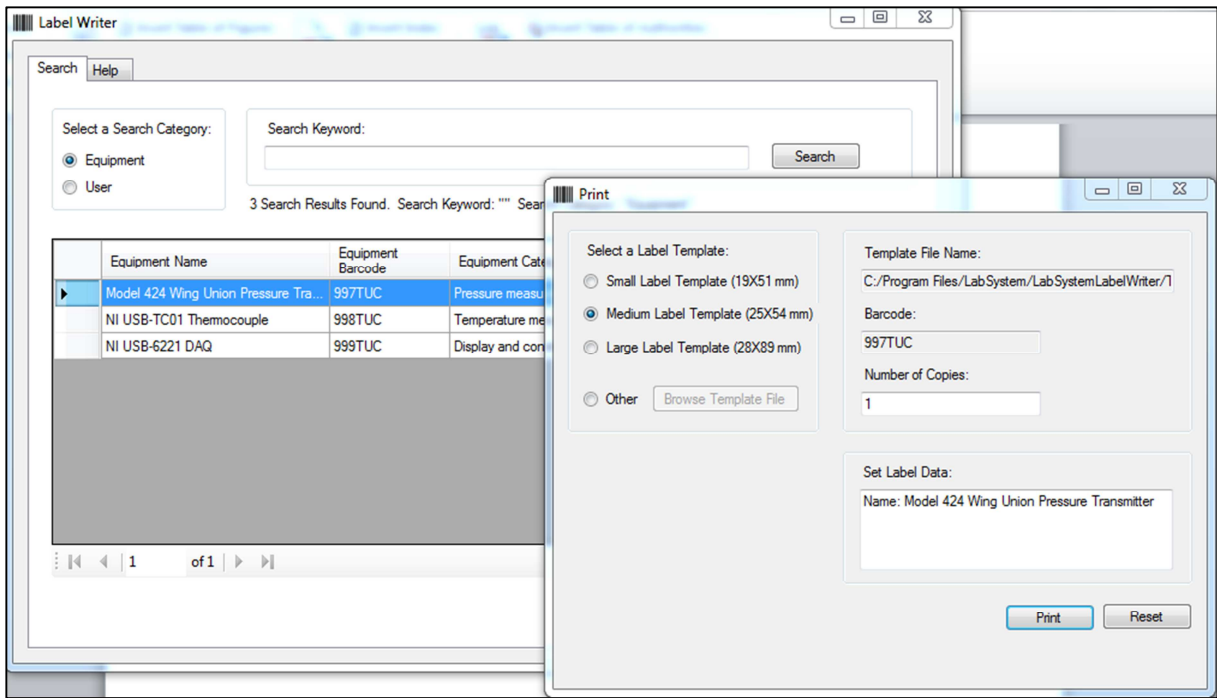 Label Writer
Search
Help
Select a Search Category:
Equipment
User
Search Keyword:
Search
3 Search Results Found. Search Keyword: "" Sear
Equipment Name
Equipment Barcode
Equipment Cate
Model 424 Wing Union Pressure Tra...
997TUC
Pressure measu
NI USB-TC01 Thermocouple
998TUC
Temperature me
NI USB-6221 DAQ
999TUC
Display and con
1
of 1
Print
Select a Label Template:
Small Label Template (19X51 mm)
Medium Label Template (25X54 mm)
Large Label Template (28X89 mm)
Other
Browse Template File
Template File Name:
C:/Program Files/LabSystem/LabSystemLabelWriter/T
Barcode:
997TUC
Number of Copies:
1
Set Label Data:
Name: Model 424 Wing Union Pressure Transmitter
Print
Reset